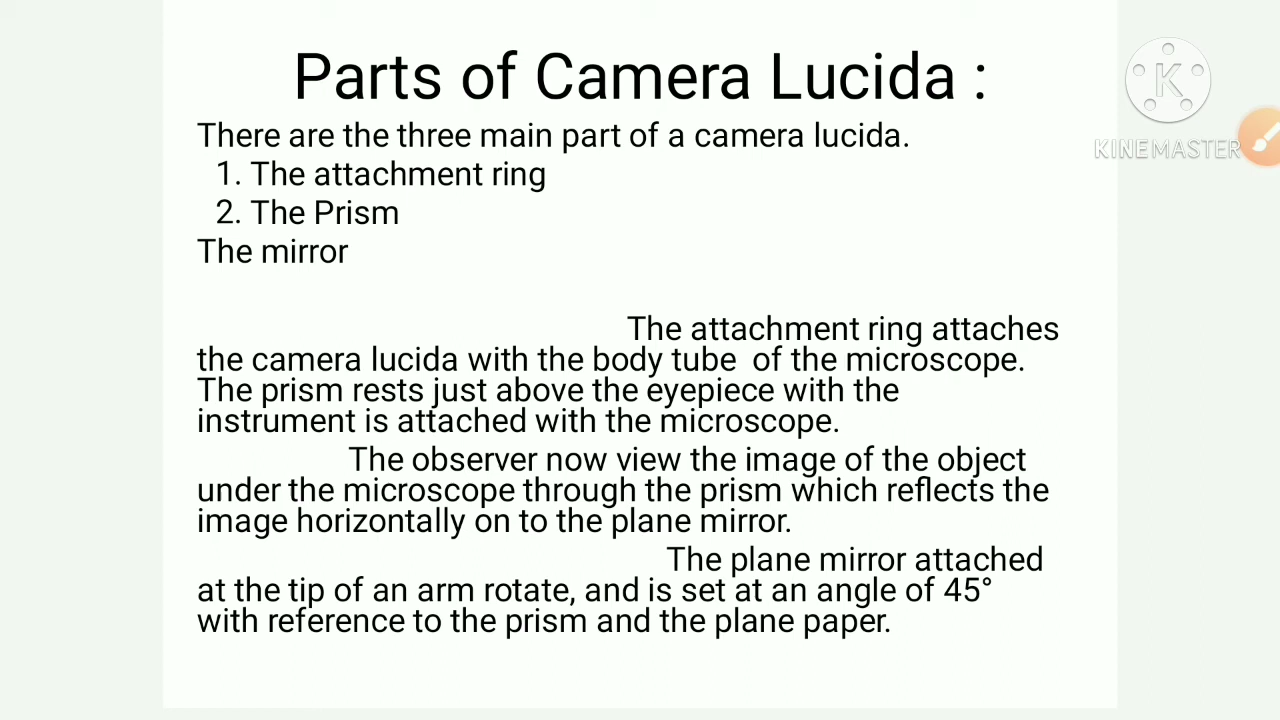 Parts of Camera Lucida :
There are the three main part of a camera lucida.
1. The attachment ring
2. The Prism
The mirror
The attachment ring attaches
the camera lucida with the body tube of the microscope.
The prism rests just above the eyepiece with the
instrument is attached with the microscope.
The observer now view the image of the object
under the microscope through the prism which reflects the
image horizontally on to the plane mirror.
The plane mirror attached
at the tip of an arm rotate, and is set at an angle of 45°
with reference to the prism and the plane paper.
K
KINEMASTER